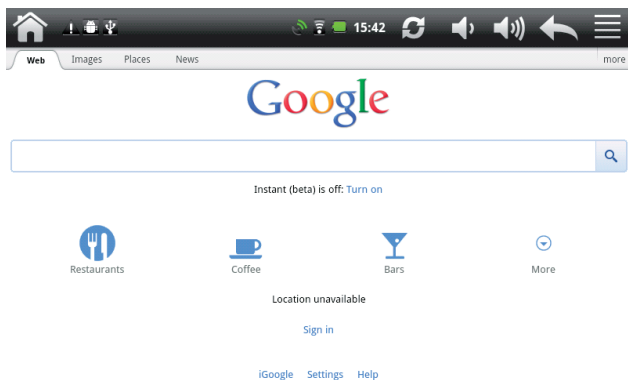 15:42
Web Images Places News more
Google
Instant (beta) is off: Turn on
Restaurants Coffee Bars More
Location unavailable
Sign in
iGoogle Settings Help